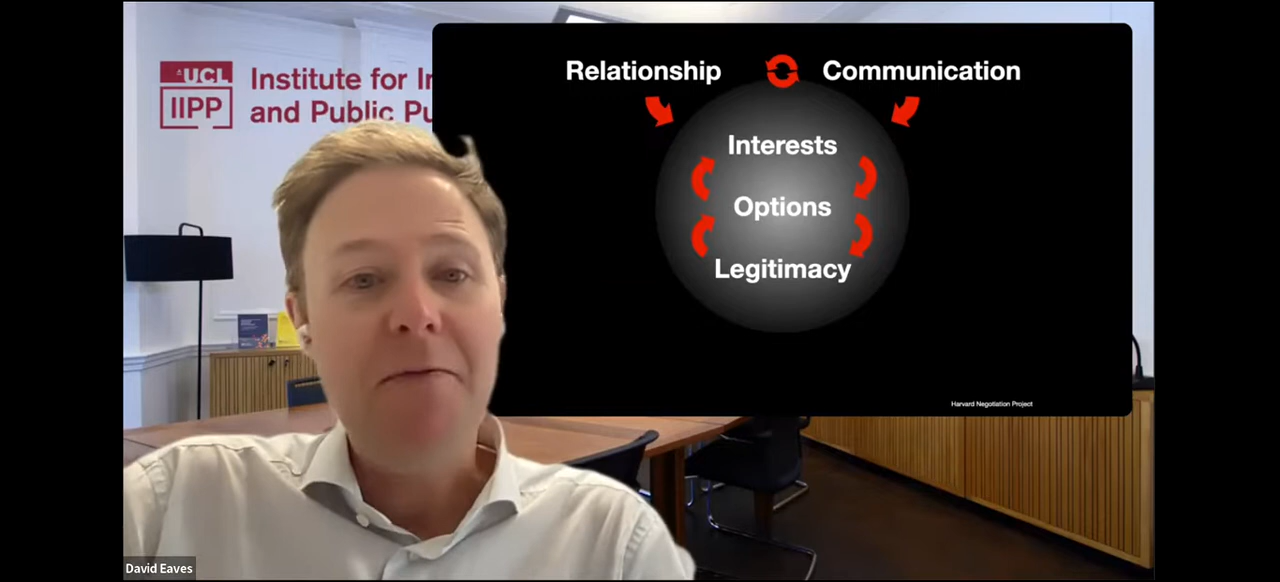 UCL
IIPP
Institute for In
and Public Pu
Relationship
Communication
Interests
Options
Legitimacy
Harvard Negotiation Project
David Eaves